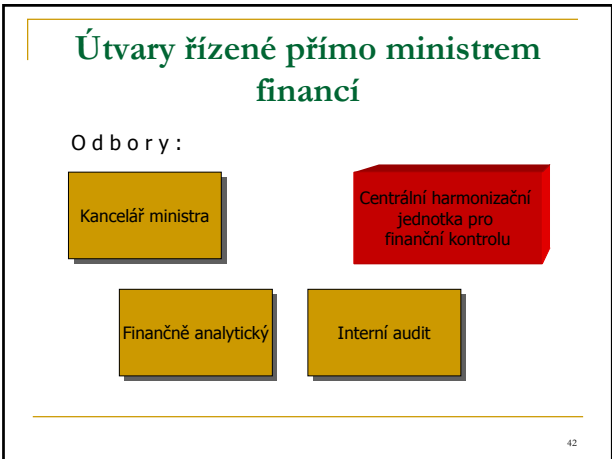 Útvary řízené přímo ministrem
financí
O d b o r y :
Kancelář ministra
Centrální harmonizační
jednotka pro
finanční kontrolu
Finančně analytický
Interní audit
42